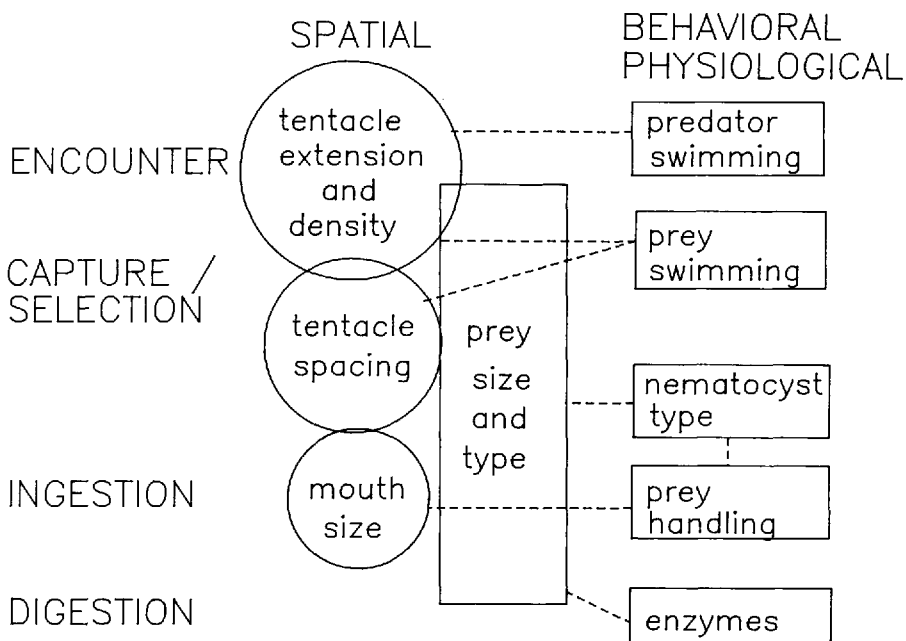 SPATIAL
BEHAVIORAL
PHYSIOLOGICAL
ENCOUNTER
tentacle
extension
and
density
predator
swimming
CAPTURE /
SELECTION
tentacle
spacing
prey
size
and
type
prey
swimming
nematocyst
type
INGESTION
mouth
size
prey
handling
DIGESTION
enzymes